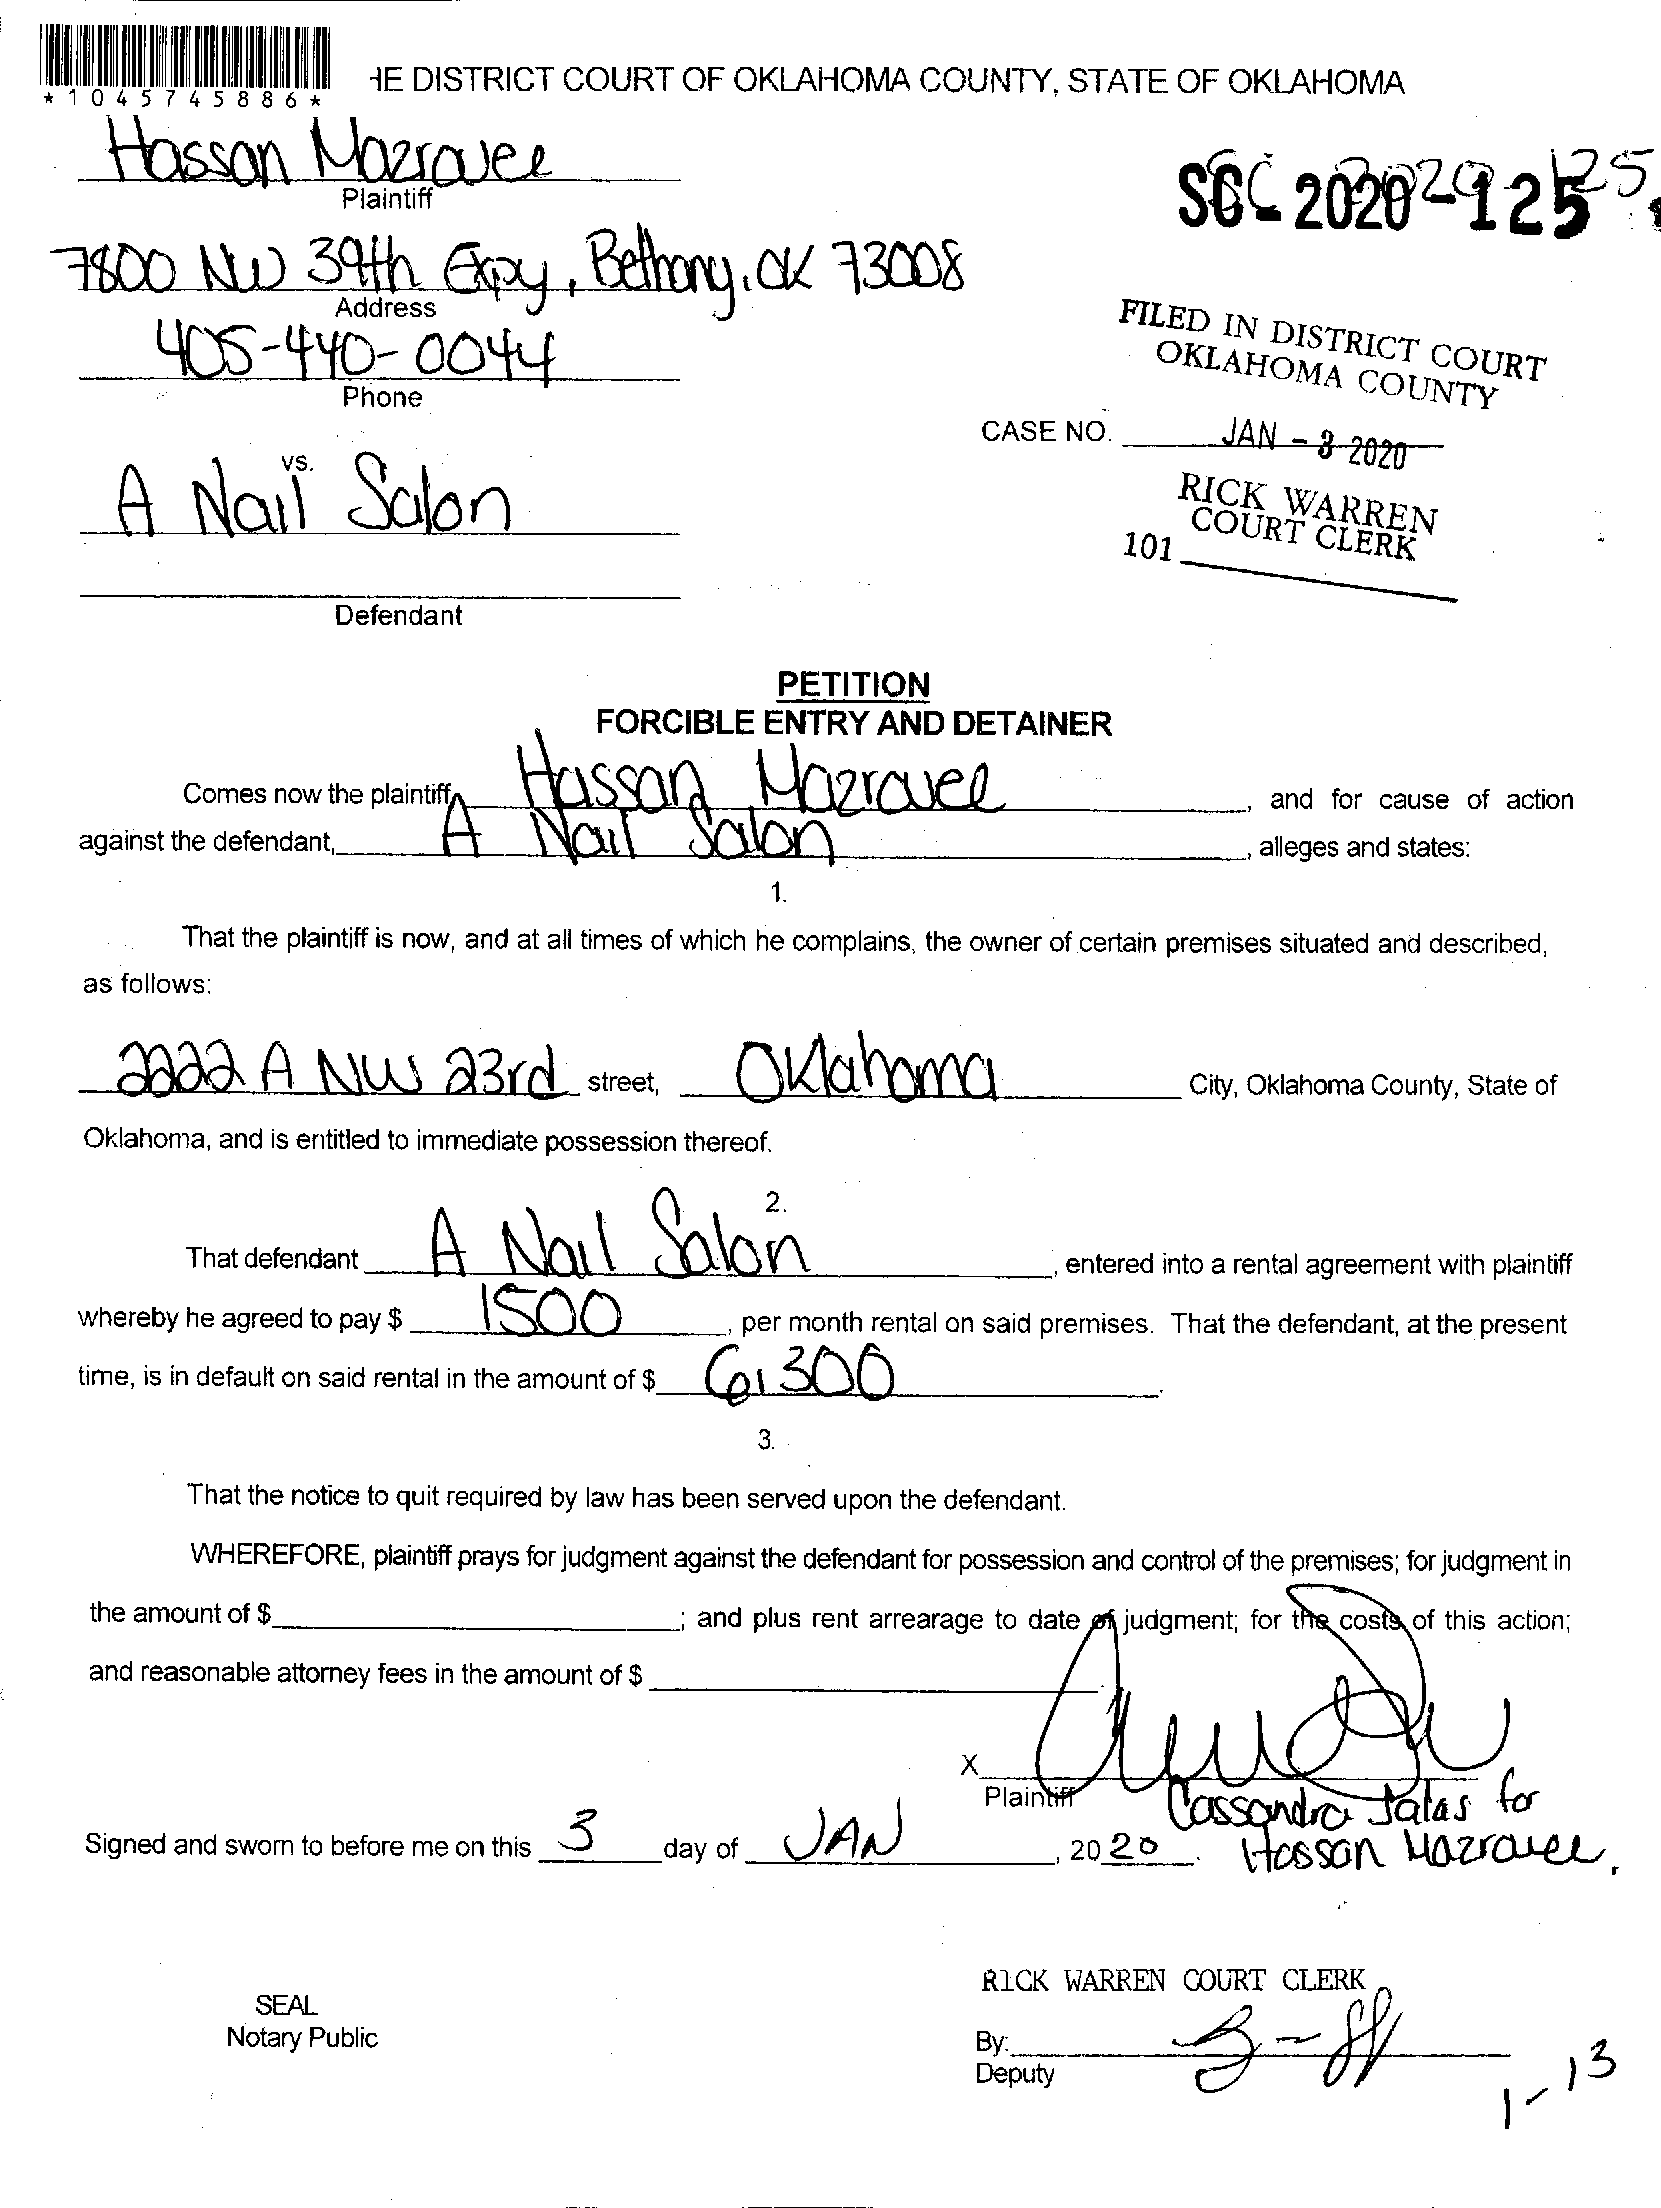 *1045745886*
HE DISTRICT COURT OF OKLAHOMA COUNTY, STATE OF OKLAHOMA
Hassan Mazravee
Plaintiff
SC-2020-125
7800 NW 39th Expy, Bethany, OK 73008
Address
405-440-0044
Phone
FILED IN DISTRICT COURT
OKLAHOMA COUNTY
CASE NO.
JAN - 3 2020
RICK WARREN
COURT CLERK
101
vs.
A Nail Salon
Defendant
PETITION
FORCIBLE ENTRY AND DETAINER
Comes now the plaintiff, Hassan Mazravee, and for cause of action
against the defendant, A Nail Salon, alleges and states:
1.
That the plaintiff is now, and at all times of which he complains, the owner of certain premises situated and described,
as follows:
2222 A NW 23rd street, Oklahoma City, Oklahoma County, State of
Oklahoma, and is entitled to immediate possession thereof.
2.
That defendant A Nail Salon, entered into a rental agreement with plaintiff
whereby he agreed to pay $ 1500, per month rental on said premises. That the defendant, at the present
time, is in default on said rental in the amount of $ 6,300.
3.
That the notice to quit required by law has been served upon the defendant.
WHEREFORE, plaintiff prays for judgment against the defendant for possession and control of the premises; for judgment in
the amount of $; and plus rent arrearage to date of judgment; for the costs of this action;
and reasonable attorney fees in the amount of $
X
Plaintiff
Cassandra Salas for
Hassan Mazravee.
Signed and sworn to before me on this 3 day of JAN, 2020.
RICK WARREN COURT CLERK
SEAL
Notary Public
By:
Deputy
1-13